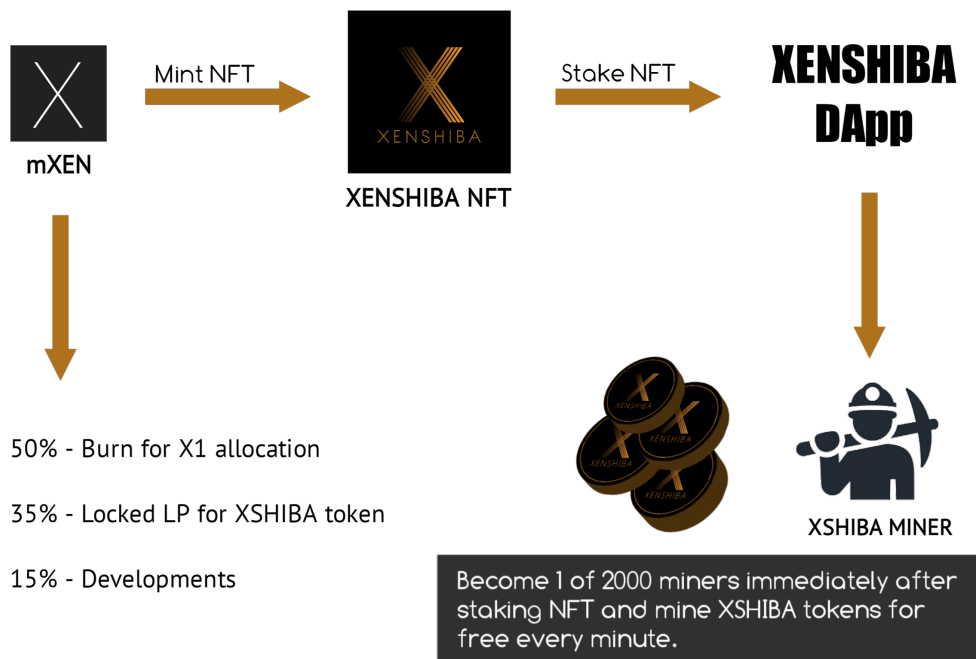 Mint NFT
Stake NFT
XENSHIBA
DApp
XENSHIBA
mXEN
XENSHIBA NFT
XENSHIBA
XENSHIBA
XENSHIBA
XENSHIBA
50% - Burn for X1 allocation
35% - Locked LP for XSHIBA token
15% - Developments
XSHIBA MINER
Become 1 of 2000 miners immediately after
staking NFT and mine XSHIBA tokens for
free every minute.